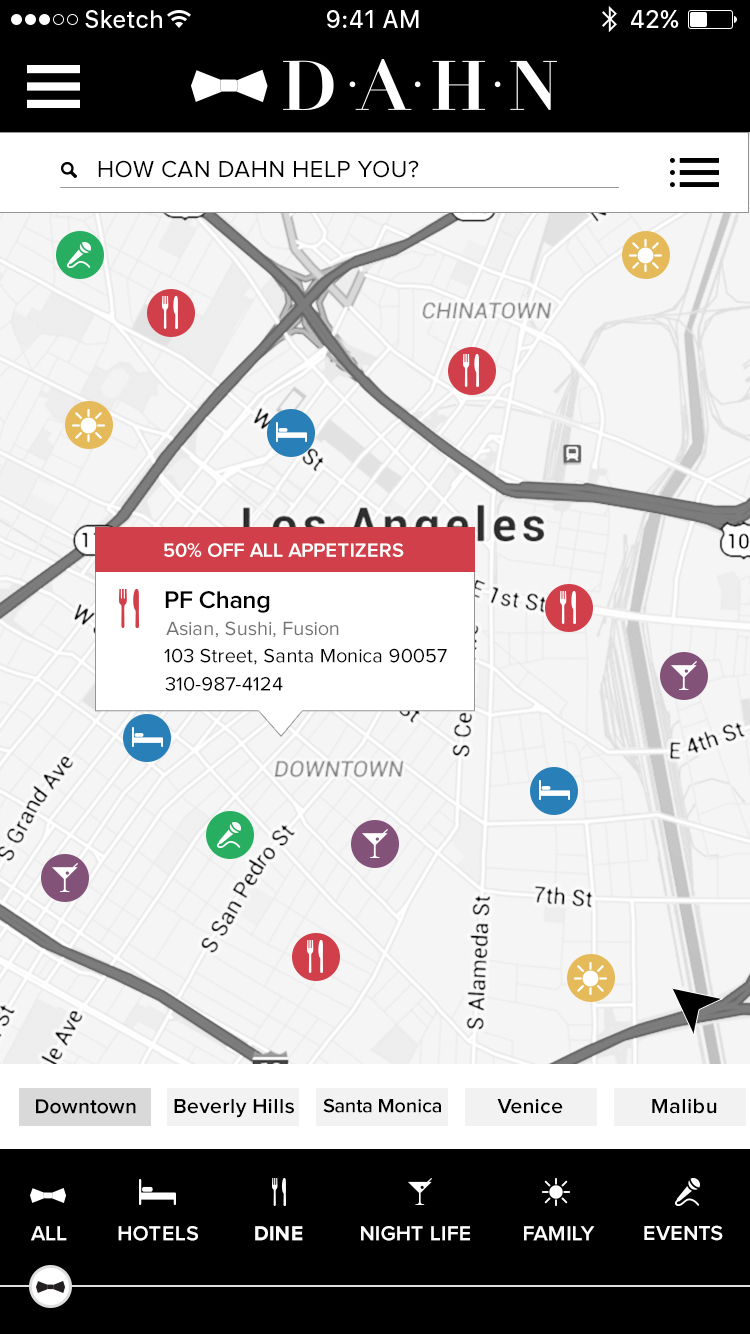 Sketch 9:41 AM 42%
D·A·H·N
HOW CAN DAHN HELP YOU?
CHINATOWN
St
Los Angeles
10
50% OFF ALL APPETIZERS
PF Chang
Asian, Sushi, Fusion
103 Street, Santa Monica 90057
310-987-4124
E 1st St
S Ce
E 4th St
DOWNTOWN
S Grand Ave
S San Pedro St
7th St
S Alameda St
le Ave
Downtown Beverly Hills Santa Monica Venice Malibu
ALL HOTELS DINE NIGHT LIFE FAMILY EVENTS